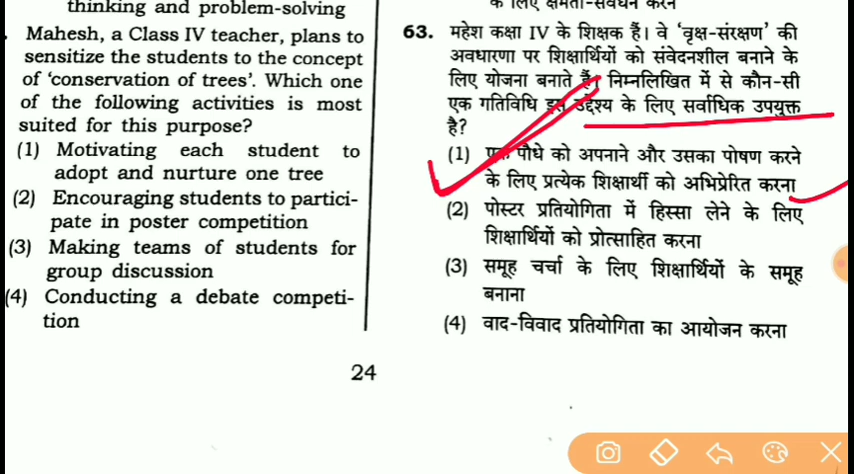 thinking and problem-solving
Mahesh, a Class IV teacher, plans to
sensitize the students to the concept
of ‘conservation of trees’. Which one
of the following activities is most
suited for this purpose?
(1) Motivating each student to
adopt and nurture one tree
(2) Encouraging students to partici-
pate in poster competition
(3) Making teams of students for
group discussion
(4) Conducting a debate competi-
tion
63. महेश कक्षा IV के शिक्षक हैं। वे ‘वृक्ष-संरक्षण’ की
अवधारणा पर शिक्षार्थियों को संवेदनशील बनाने के
लिए योजना बनाते हैं। निम्नलिखित में से कौन-सी
एक गतिविधि इस उद्देश्य के लिए सर्वाधिक उपयुक्त
है?
(1) एक पौधे को अपनाने और उसका पोषण करने
के लिए प्रत्येक शिक्षार्थी को अभिप्रेरित करना
(2) पोस्टर प्रतियोगिता में हिस्सा लेने के लिए
शिक्षार्थियों को प्रोत्साहित करना
(3) समूह चर्चा के लिए शिक्षार्थियों के समूह
बनाना
(4) वाद-विवाद प्रतियोगिता का आयोजन करना
24